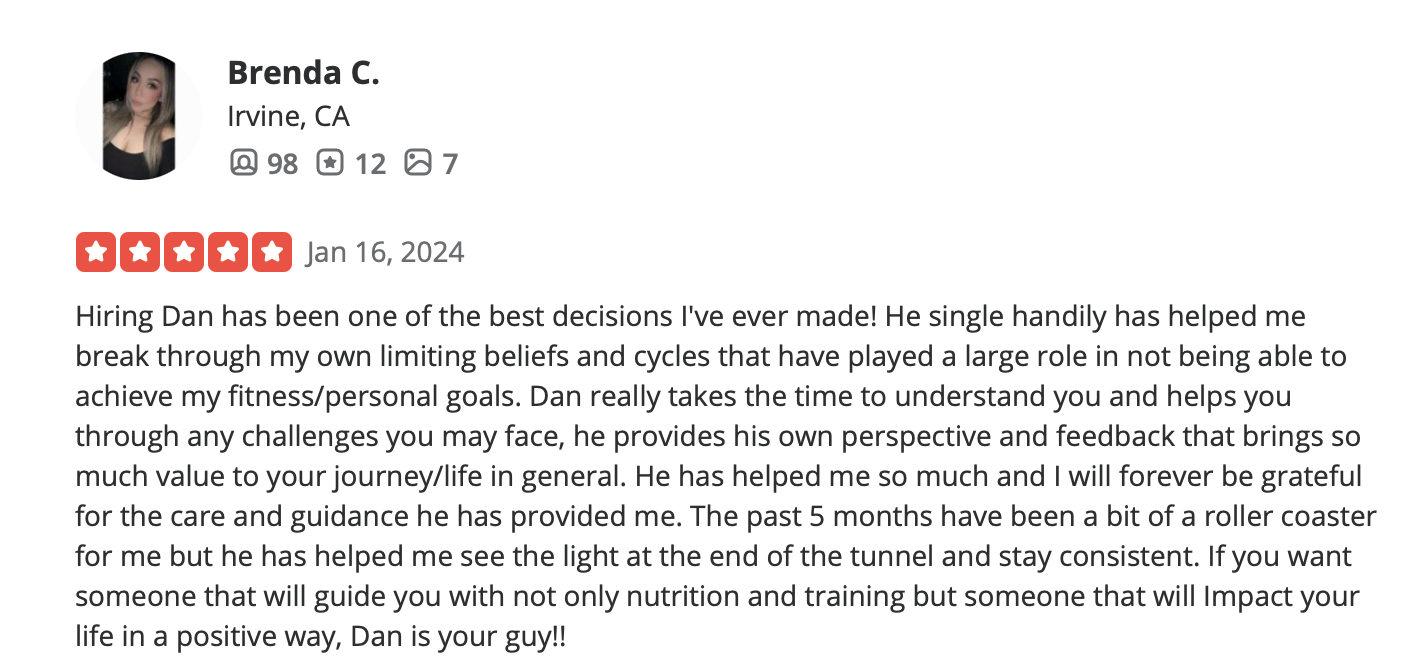 Brenda C.
Irvine, CA
98 12 7
Jan 16, 2024
Hiring Dan has been one of the best decisions I've ever made! He single handily has helped me
break through my own limiting beliefs and cycles that have played a large role in not being able to
achieve my fitness/personal goals. Dan really takes the time to understand you and helps you
through any challenges you may face, he provides his own perspective and feedback that brings so
much value to your journey/life in general. He has helped me so much and I will forever be grateful
for the care and guidance he has provided me. The past 5 months have been a bit of a roller coaster
for me but he has helped me see the light at the end of the tunnel and stay consistent. If you want
someone that will guide you with not only nutrition and training but someone that will Impact your
life in a positive way, Dan is your guy!!